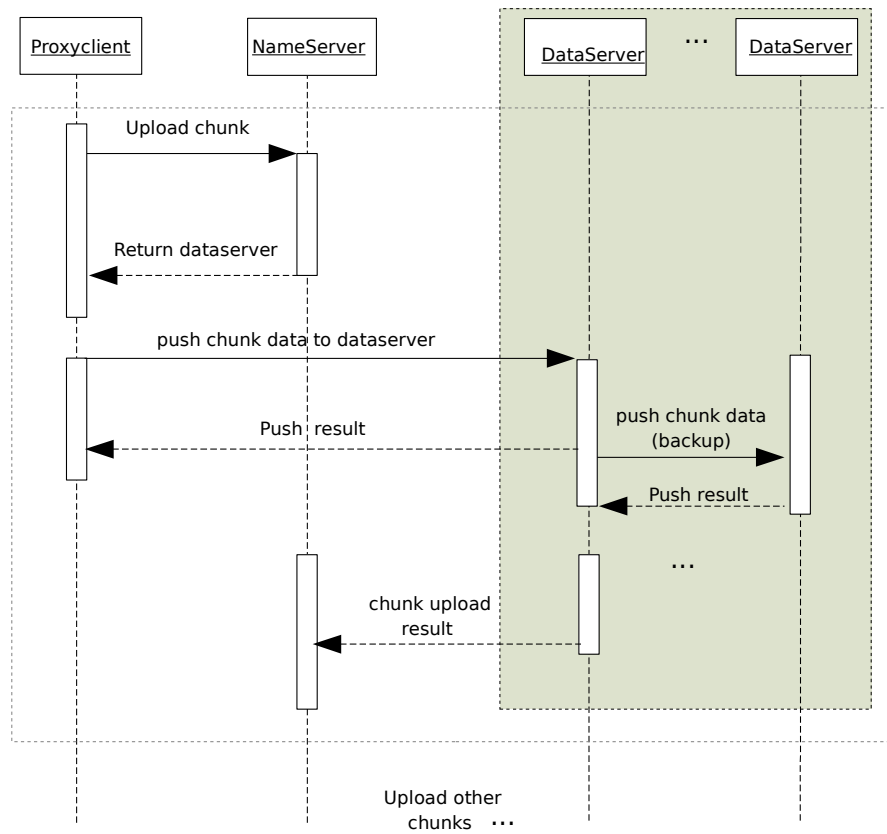 Proxyclient
NameServer
DataServer
...
DataServer
Upload chunk
Return dataserver
push chunk data to dataserver
Push result
push chunk data
(backup)
Push result
...
chunk upload
result
Upload other
chunks ...